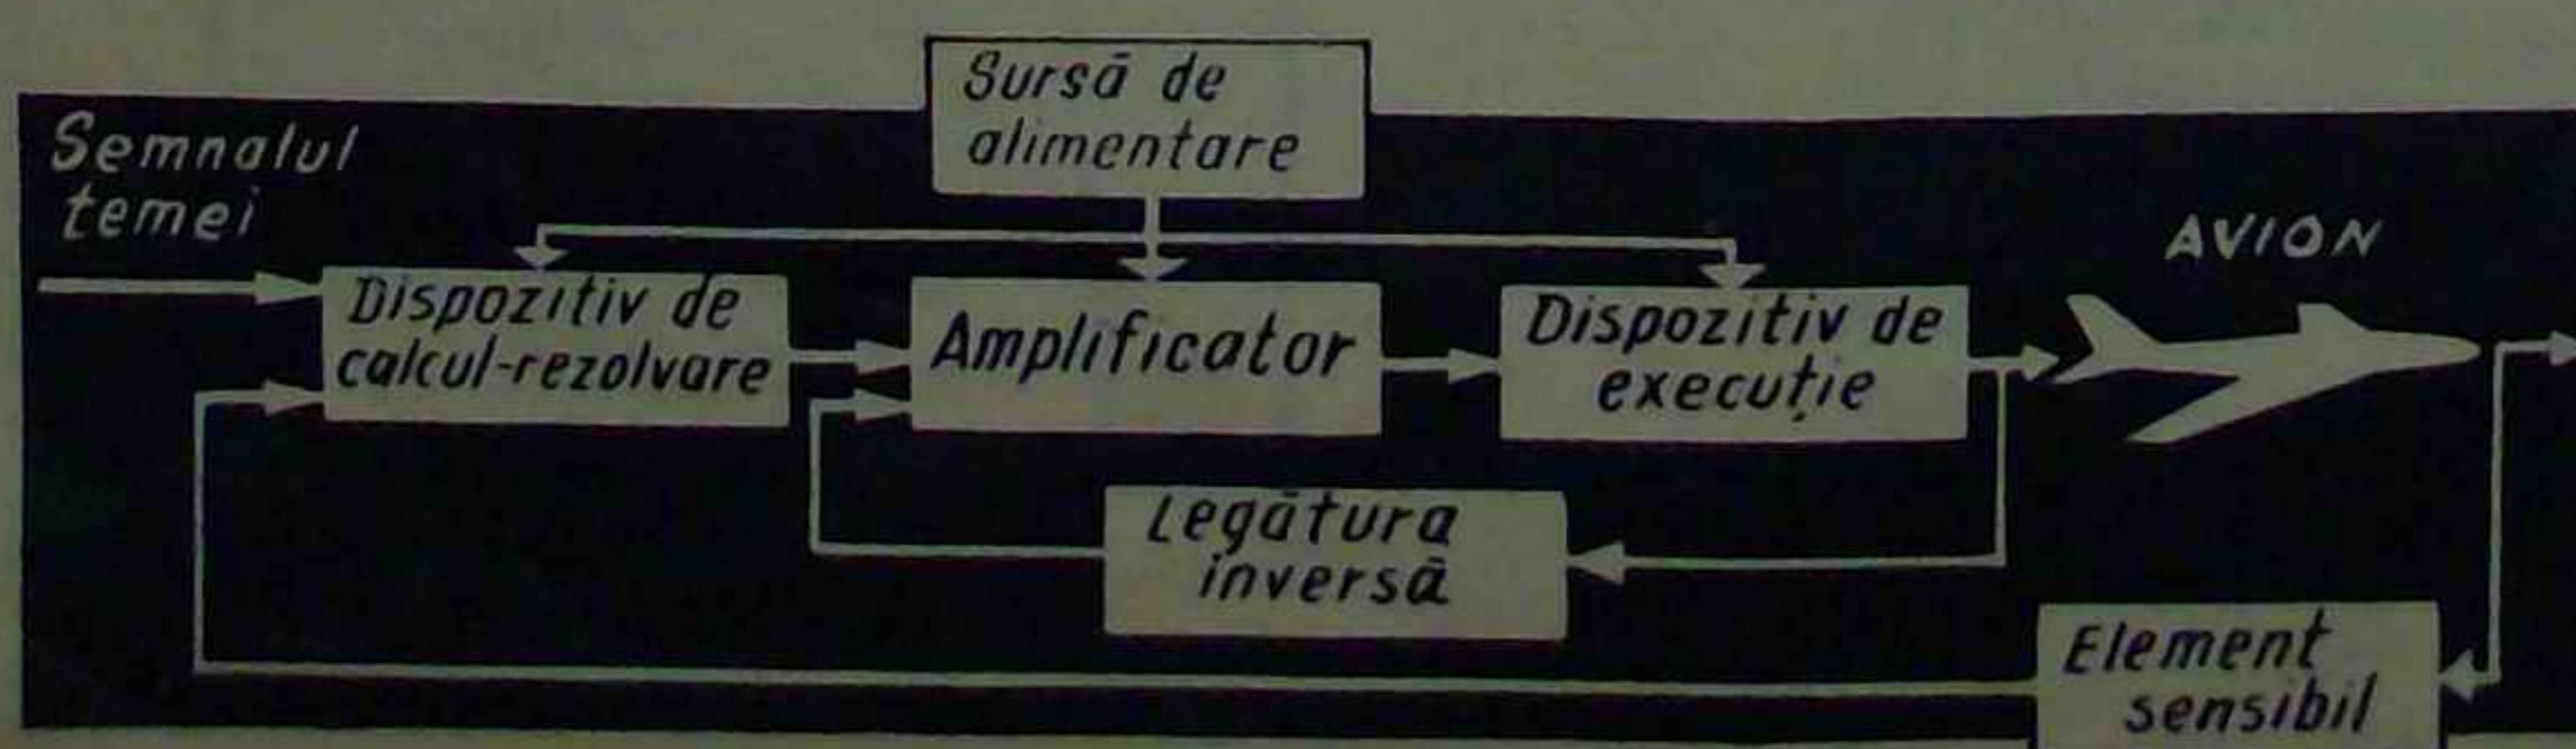 Sursă de
alimentare
Semnalul
temei
AVION
Dispozitiv de
calcul-rezolvare
Amplificator
Dispozitiv de
execuție
Legătura
inversă
Element
sensibil